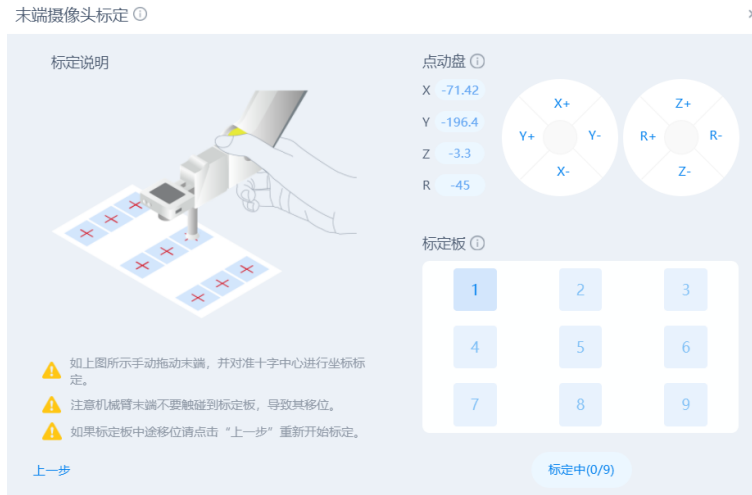 末端摄像头标定
标定说明
如上图所示手动拖动末端，并对准十字中心进行坐标标
定。
注意机械臂末端不要触碰到标定板，导致其移位。
如果标定板中途移位请点击“上一步”重新开始标定。
上一步
点动盘
X -71.42
Y -196.4
Z -3.3
R -45
X+
Y+ Y-
X-
Z+
R+ R-
Z-
标定板
1 2 3
4 5 6
7 8 9
标定中(0/9)